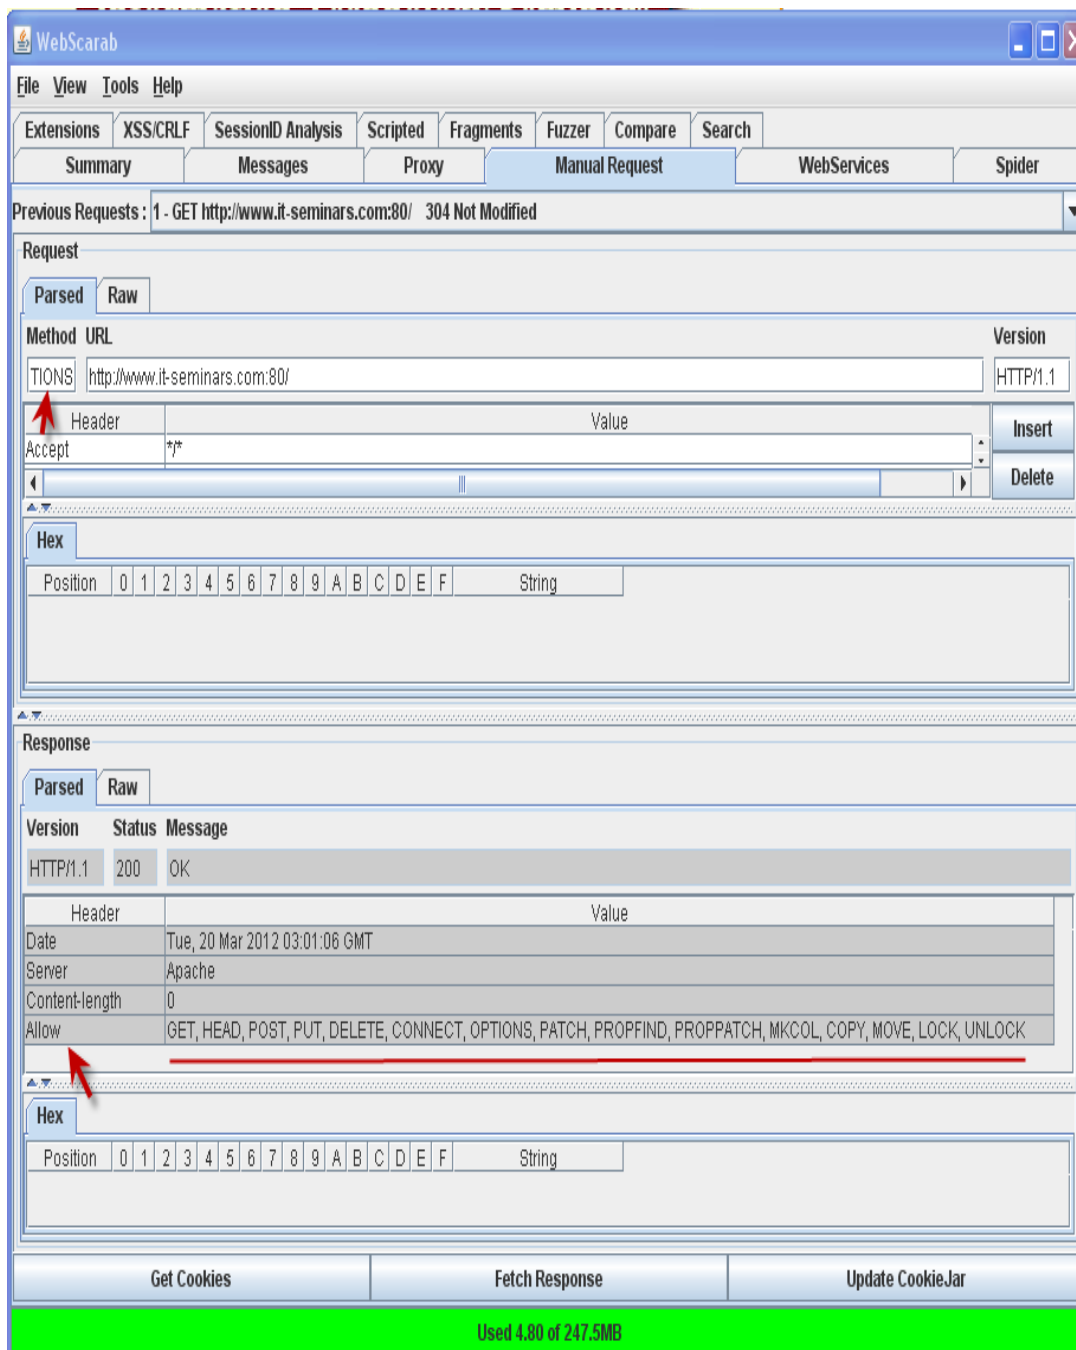 WebScarab
File View Tools Help
Extensions XSS/CRLF SessionID Analysis Scripted Fragments Fuzzer Compare Search
Summary Messages Proxy Manual Request WebServices Spider
Previous Requests : 1 - GET http://www.it-seminars.com:80/ 304 Not Modified
Request
Parsed Raw
Method URL Version
TIONS http://www.it-seminars.com:80/ HTTP/1.1
Header Value
Accept */*
Insert
Delete
Hex
Position 0 1 2 3 4 5 6 7 8 9 A B C D E F String
Response
Parsed Raw
Version Status Message
HTTP/1.1 200 OK
Header Value
Date Tue, 20 Mar 2012 03:01:06 GMT
Server Apache
Content-length 0
Allow GET, HEAD, POST, PUT, DELETE, CONNECT, OPTIONS, PATCH, PROPFIND, PROPPATCH, MKCOL, COPY, MOVE, LOCK, UNLOCK
Hex
Position 0 1 2 3 4 5 6 7 8 9 A B C D E F String
Get Cookies Fetch Response Update CookieJar
Used 4.80 of 247.5MB